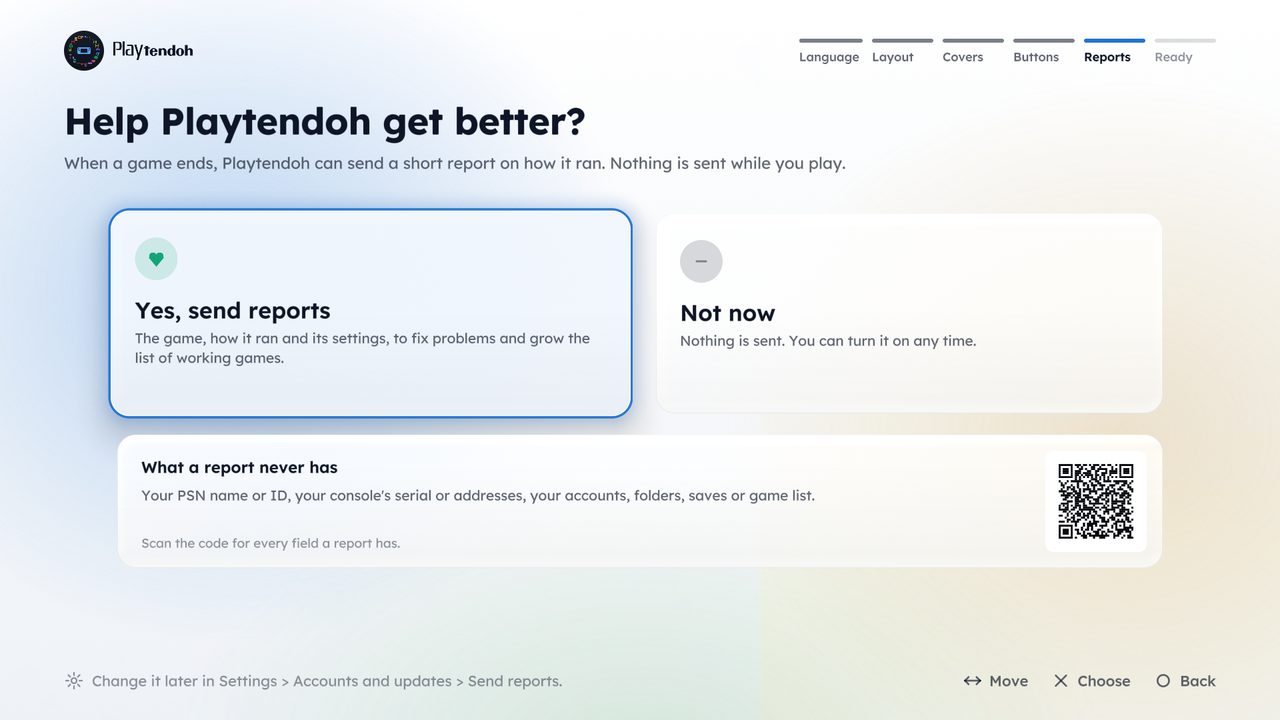 Playtendoh
Language Layout Covers Buttons Reports Ready
Help Playtendoh get better?
When a game ends, Playtendoh can send a short report on how it ran. Nothing is sent while you play.
Yes, send reports
The game, how it ran and its settings, to fix problems and grow the
list of working games.
Not now
Nothing is sent. You can turn it on any time.
What a report never has
Your PSN name or ID, your console's serial or addresses, your accounts, folders, saves or game list.
Scan the code for every field a report has.
Change it later in Settings > Accounts and updates > Send reports.
Move Choose Back